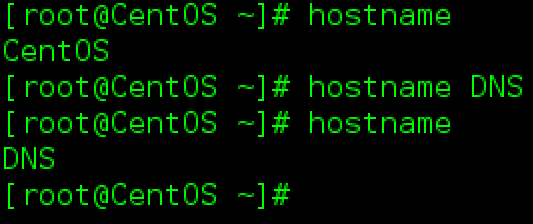 [root@CentOS ~]# hostname
CentOS
[root@CentOS ~]# hostname DNS
[root@CentOS ~]# hostname
DNS
[root@CentOS ~]#